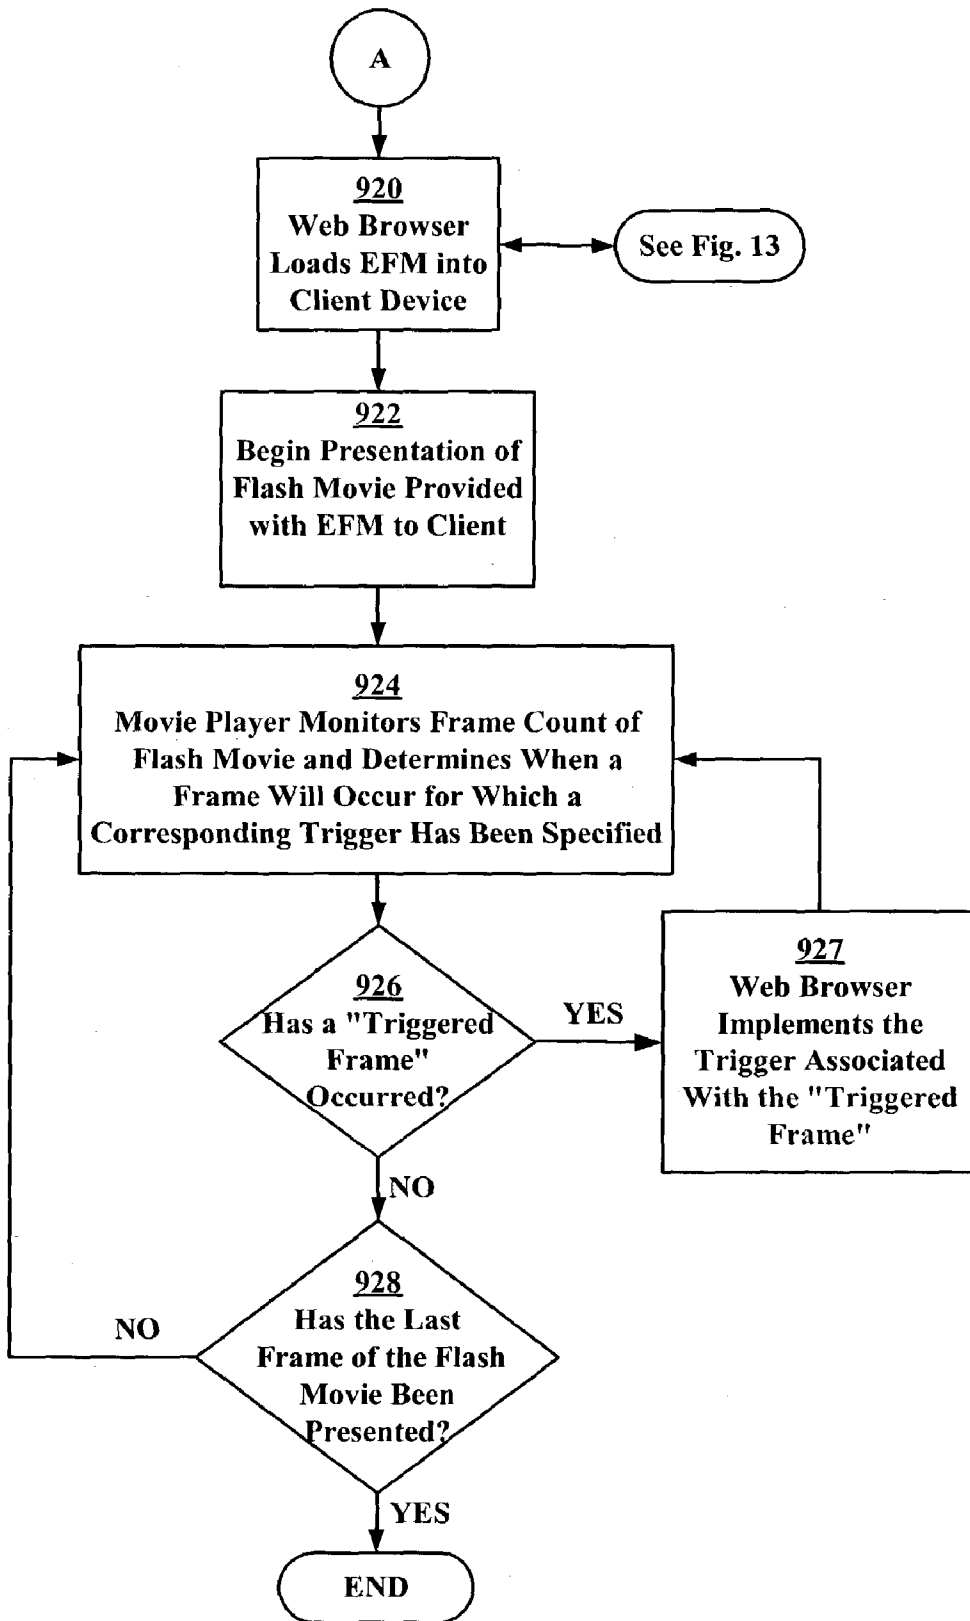 A
920
Web Browser
Loads EFM into
Client Device
See Fig. 13
922
Begin Presentation of
Flash Movie Provided
with EFM to Client
924
Movie Player Monitors Frame Count of
Flash Movie and Determines When a
Frame Will Occur for Which a
Corresponding Trigger Has Been Specified
926
Has a "Triggered
Frame"
Occurred?
YES
927
Web Browser
Implements the
Trigger Associated
With the "Triggered
Frame"
NO
928
Has the Last
Frame of the Flash
Movie Been
Presented?
NO
YES
END